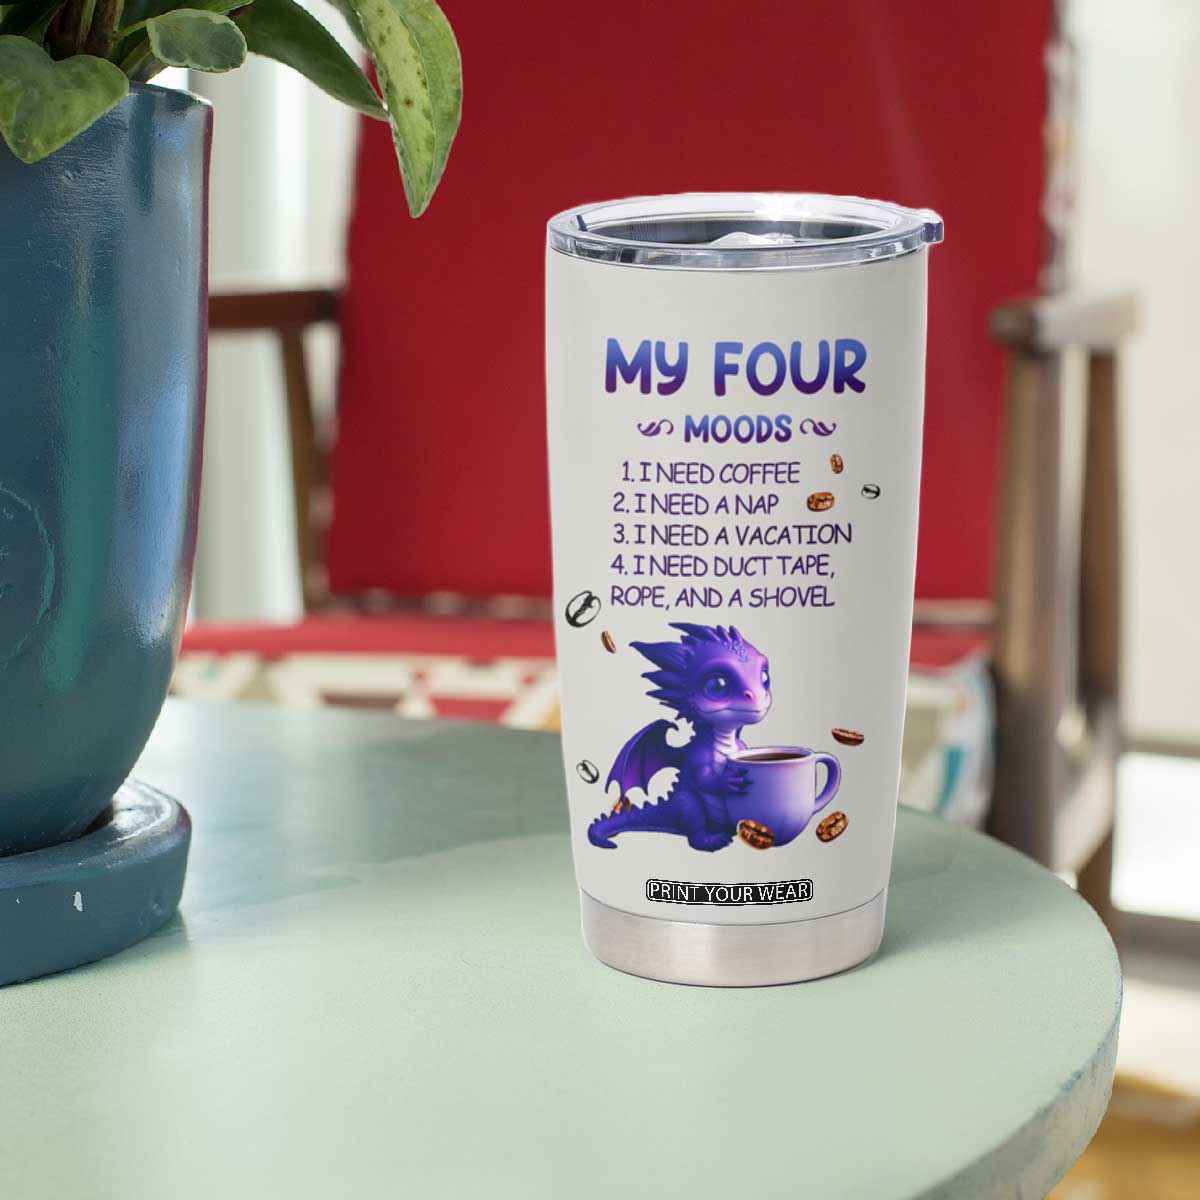 MY FOUR
MOODS
1. I NEED COFFEE
2. I NEED A NAP
3. I NEED A VACATION
4. I NEED DUCT TAPE,
ROPE, AND A SHOVEL
PRINT YOUR WEAR